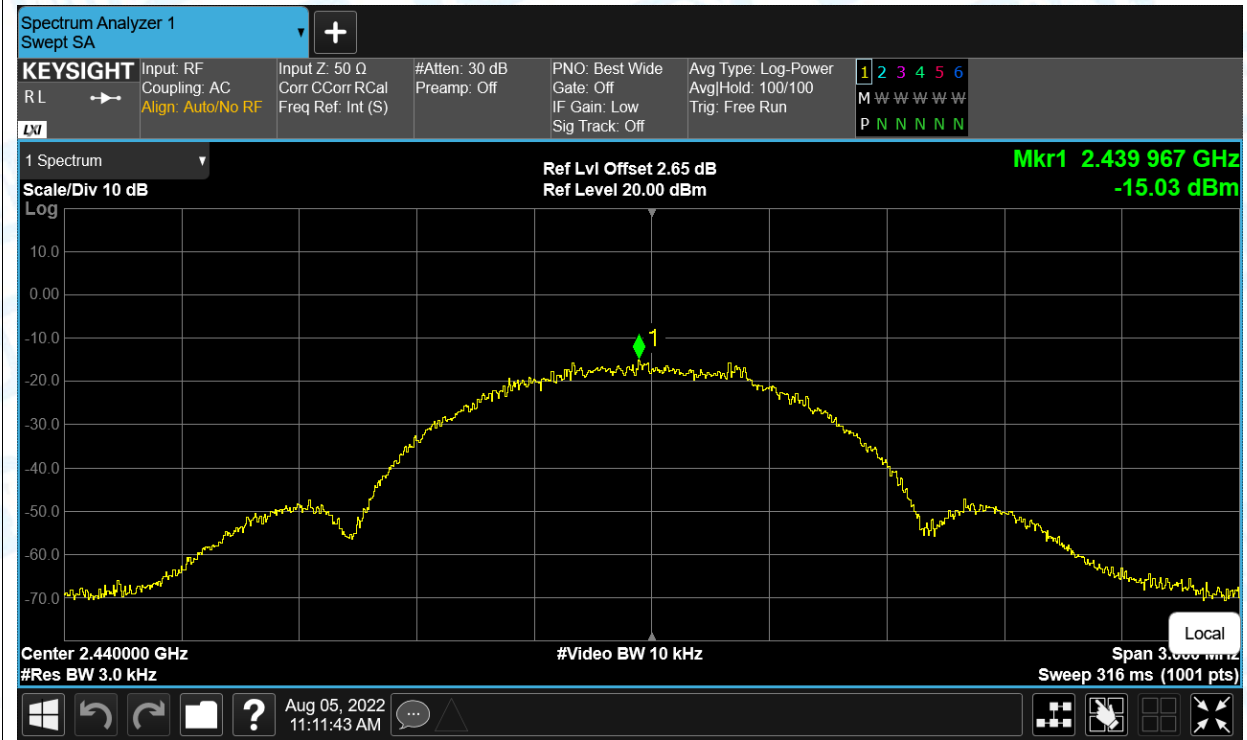 Spectrum Analyzer 1
Swept SA
KEYSIGHT
R L
LXI
Input: RF
Coupling: AC
Align: Auto/No RF
Input Z: 50 Ω
Corr CCorr RCal
Freq Ref: Int (S)
#Atten: 30 dB
Preamp: Off
PNO: Best Wide
Gate: Off
IF Gain: Low
Sig Track: Off
Avg Type: Log-Power
Avg|Hold: 100/100
Trig: Free Run
1 2 3 4 5 6
M W W W W W
P N N N N N
1 Spectrum
Scale/Div 10 dB
Log
Ref Lvl Offset 2.65 dB
Ref Level 20.00 dBm
Mkr1 2.439 967 GHz
-15.03 dBm
10.0
0.00
-10.0
-20.0
-30.0
-40.0
-50.0
-60.0
-70.0
1
Local
Center 2.440000 GHz
#Res BW 3.0 kHz
#Video BW 10 kHz
Span 3.000 MHz
Sweep 316 ms (1001 pts)
?
Aug 05, 2022
11:11:43 AM